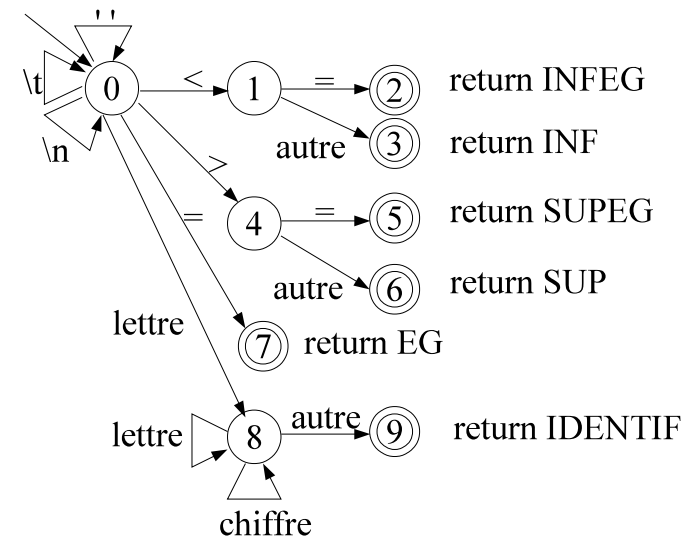 ' '
\t
0
<
1
=
2
return INFEG
\n
autre
3
return INF
>
=
4
=
5
return SUPEG
autre
6
return SUP
lettre
7
return EG
lettre
8
autre
9
return IDENTIF
chiffre